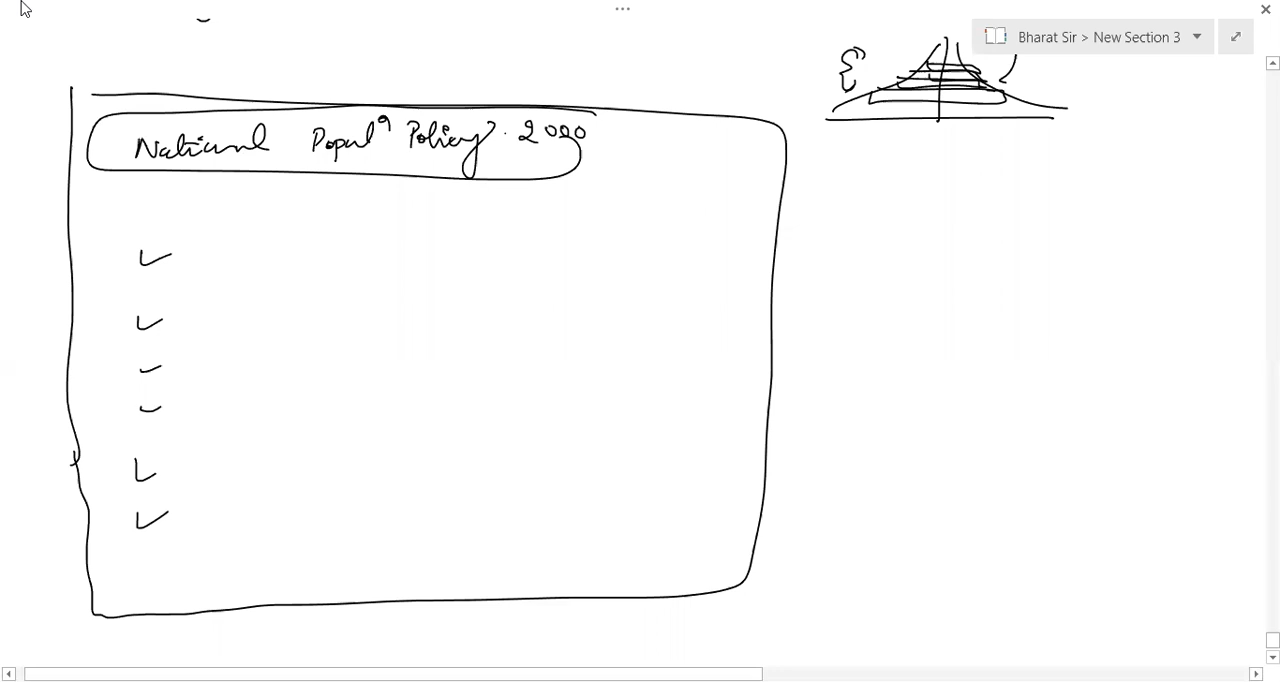 Bharat Sir > New Section 3
National Popul^n Policy. 2000